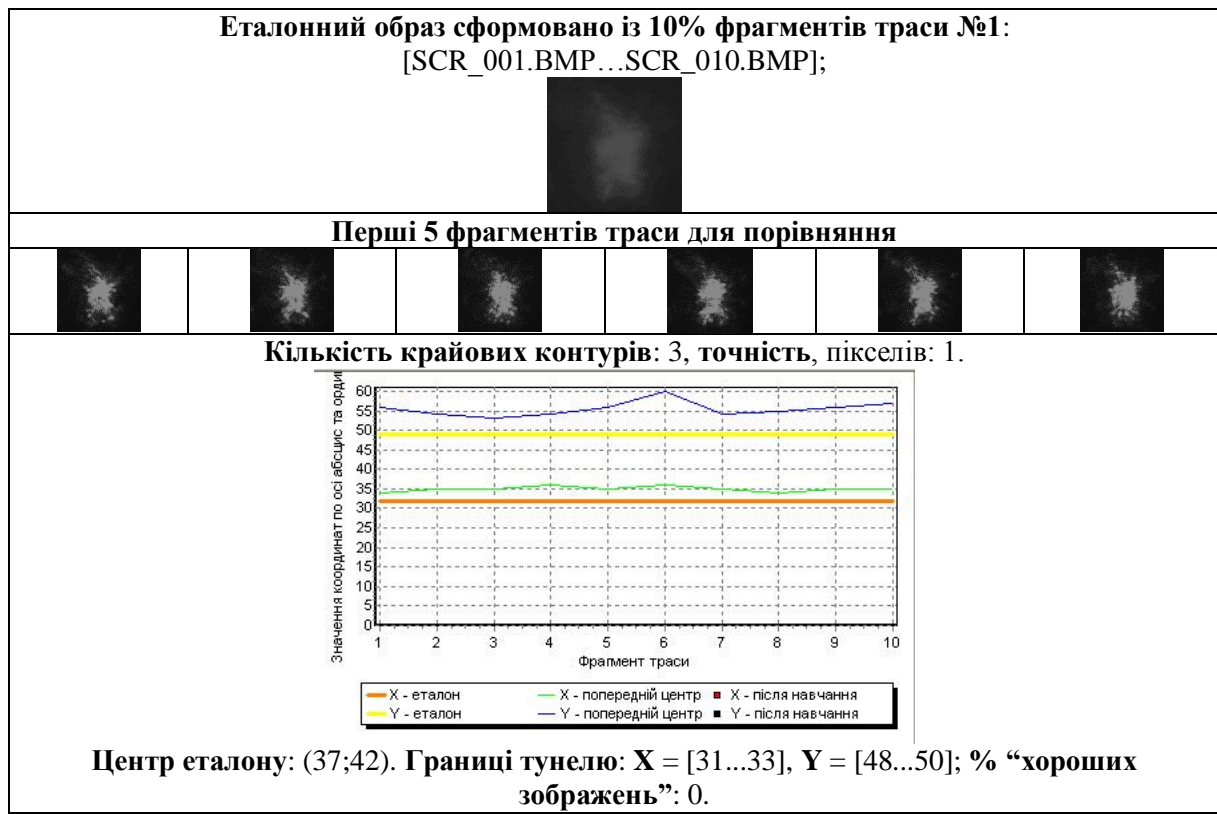 Еталонний образ сформовано із 10% фрагментів траси №1:
[SCR_001.BMP…SCR_010.BMP];
Перші 5 фрагментів траси для порівняння
Кількість крайових контурів: 3, точність, пікселів: 1.
Значення координат по осі абсцис та
60
55
50
45
40
35
30
25
20
15
10
5
0
1 2 3 4 5 6 7 8 9 10
Фрагмент траси
X - еталон X - попередній центр X - після навчання
Y - еталон Y - попередній центр Y - після навчання
Центр еталону: (37;42). Границі тунелю: X = [31...33], Y = [48...50]; % “хороших
зображень”: 0.